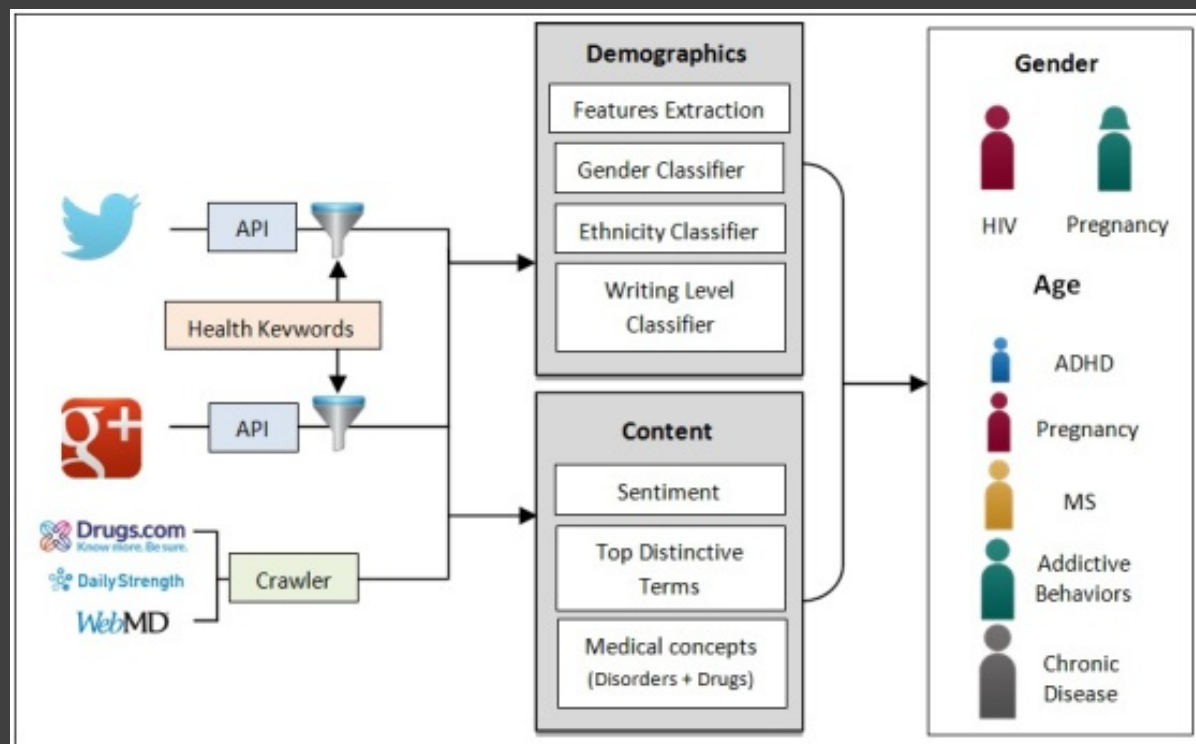 API
Health Kevwords
g+
API
Drugs.com
Know more. Be sure.
DailyStrength
WebMD
Crawler
Demographics
Features Extraction
Gender Classifier
Ethnicity Classifier
Writing Level
Classifier
Content
Sentiment
Top Distinctive
Terms
Medical concepts
(Disorders + Drugs)
Gender
HIV
Pregnancy
Age
ADHD
Pregnancy
MS
Addictive
Behaviors
Chronic
Disease